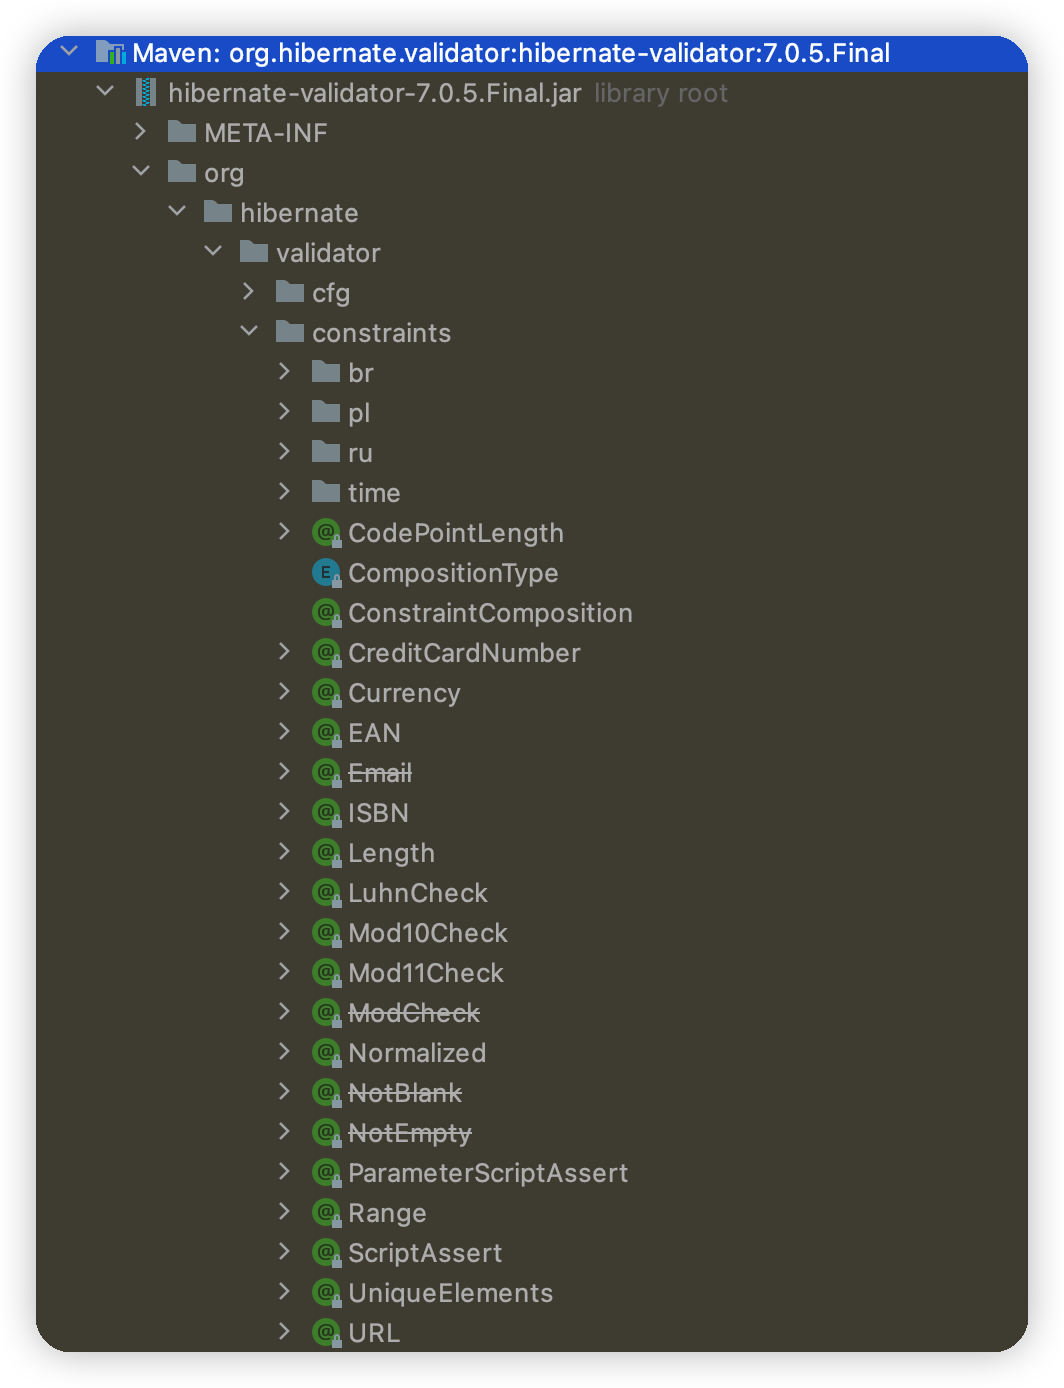 Maven: org.hibernate.validator:hibernate-validator:7.0.5.Final
hibernate-validator-7.0.5.Final.jar library root
META-INF
org
hibernate
validator
cfg
constraints
br
pl
ru
time
CodePointLength
CompositionType
ConstraintComposition
CreditCardNumber
Currency
EAN
Email
ISBN
Length
LuhnCheck
Mod10Check
Mod11Check
ModCheck
Normalized
NotBlank
NotEmpty
ParameterScriptAssert
Range
ScriptAssert
UniqueElements
URL